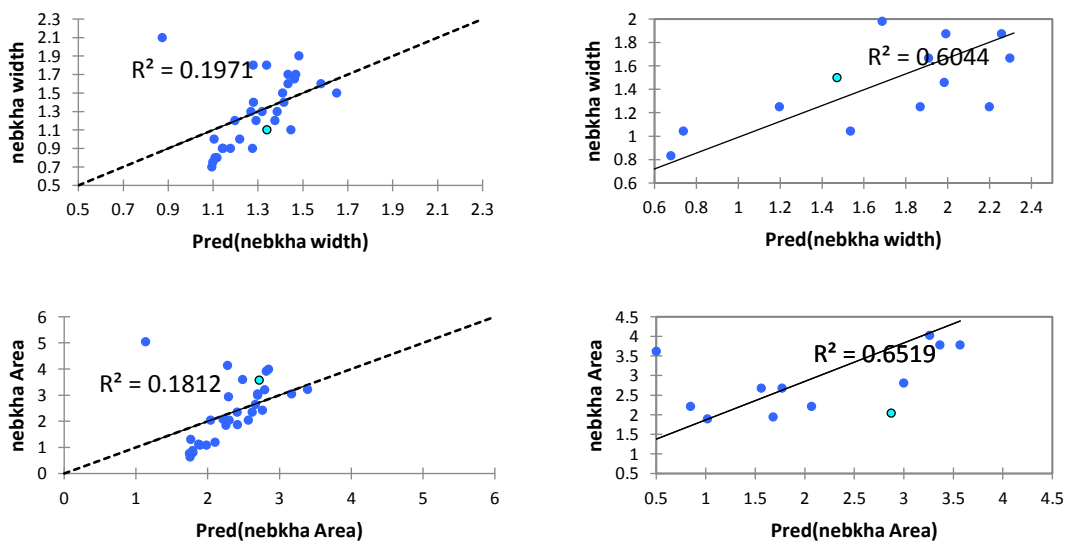 nebkha width
2.3
2.1
1.9
1.7
1.5
1.3
1.1
0.9
0.7
0.5
R² = 0.1971
0.5 0.7 0.9 1.1 1.3 1.5 1.7 1.9 2.1 2.3
Pred(nebkha width)
nebkha width
2
1.8
1.6
1.4
1.2
1
0.8
0.6
R² = 0.6044
0.6 0.8 1 1.2 1.4 1.6 1.8 2 2.2 2.4
Pred(nebkha width)
nebkha Area
6
5
4
3
2
1
0
R² = 0.1812
0 1 2 3 4 5 6
Pred(nebkha Area)
nebkha Area
4.5
4.5
3.5
3.5
2.5
2.5
1.5
1.5
0.5
R² = 0.6519
0.5 1 1.5 2 2.5 3 3.5 4 4.5
Pred(nebkha Area)